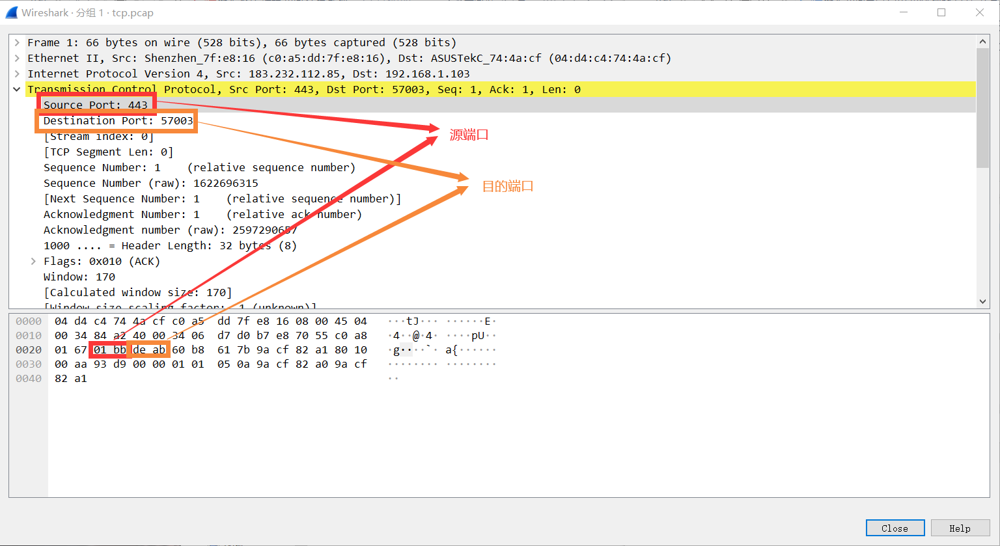 Wireshark · 分组 1 · tcp.pcap
Frame 1: 66 bytes on wire (528 bits), 66 bytes captured (528 bits)
Ethernet II, Src: Shenzhen_7f:e8:16 (c0:a5:dd:7f:e8:16), Dst: ASUSTekC_74:4a:cf (04:d4:c4:74:4a:cf)
Internet Protocol Version 4, Src: 183.232.112.85, Dst: 192.168.1.103
Transmission Control Protocol, Src Port: 443, Dst Port: 57003, Seq: 1, Ack: 1, Len: 0
Source Port: 443
Destination Port: 57003
源端口
[Stream index: 0]
[TCP Segment Len: 0]
Sequence Number: 1    (relative sequence number)
Sequence Number (raw): 1622696315
目的端口
[Next Sequence Number: 1    (relative sequence number)]
Acknowledgment Number: 1    (relative ack number)
Acknowledgment number (raw): 2597290657
1000 .... = Header Length: 32 bytes (8)
Flags: 0x010 (ACK)
Window: 170
[Calculated window size: 170]
[Window size scaling factor: -1 (unknown)]
0000 04 d4 c4 74 4a cf c0 a5 dd 7f e8 16 08 00 45 04 ···tJ··· ······E·
0010 00 34 84 a2 40 00 34 06 d7 d0 b7 e8 70 55 c0 a8 ·4··@·4· ····pU··
0020 01 67 01 bb de ab 60 b8 61 7b 9a cf 82 a1 80 10 ·g····`· a{······
0030 00 aa 93 d9 00 00 01 01 05 0a 9a cf 82 a0 9a cf ········ ········
0040 82 a1 ··
Close
Help